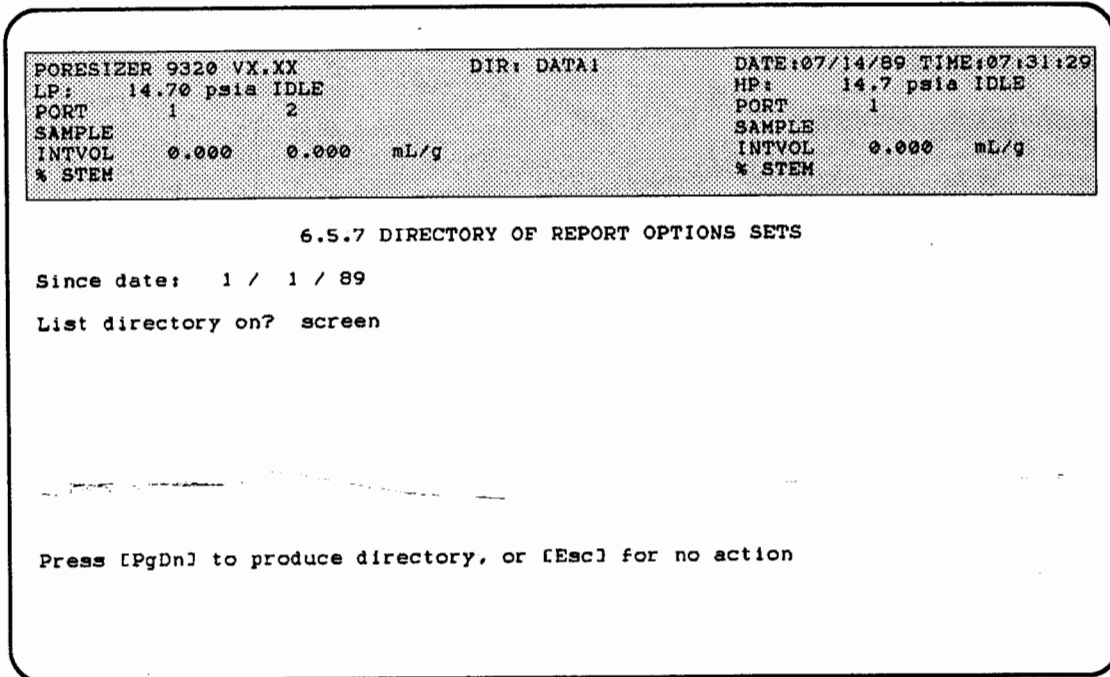 PORESIZER 9320 VX.XX DIR: DATA1 DATE:07/14/89 TIME:07:31:29
LP: 14.70 psia IDLE HP: 14.7 psia IDLE
PORT 1 2 PORT 1
SAMPLE SAMPLE
INTVOL 0.000 0.000 mL/g INTVOL 0.000 mL/g
% STEM % STEM
6.5.7 DIRECTORY OF REPORT OPTIONS SETS
Since date: 1 / 1 / 89
List directory on? screen
Press [PgDn] to produce directory, or [Esc] for no action